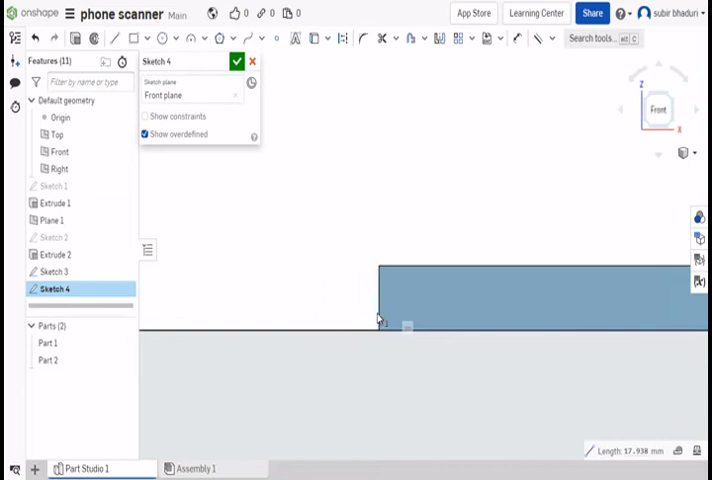 onshape phone scanner Main 0 0 0 App Store Learning Center Share subir bhaduri
Search tools... alt C
Features (11)
Filter by name or type
Default geometry
Origin
Top
Front
Right
Sketch 1
Extrude 1
Plane 1
Sketch 2
Extrude 2
Sketch 3
Sketch 4
Parts (2)
Part 1
Part 2
Sketch 4
Sketch plane
Front plane
Show constraints
Show overdefined
Z
Front
X
Length: 17.938 mm
Part Studio 1 Assembly 1